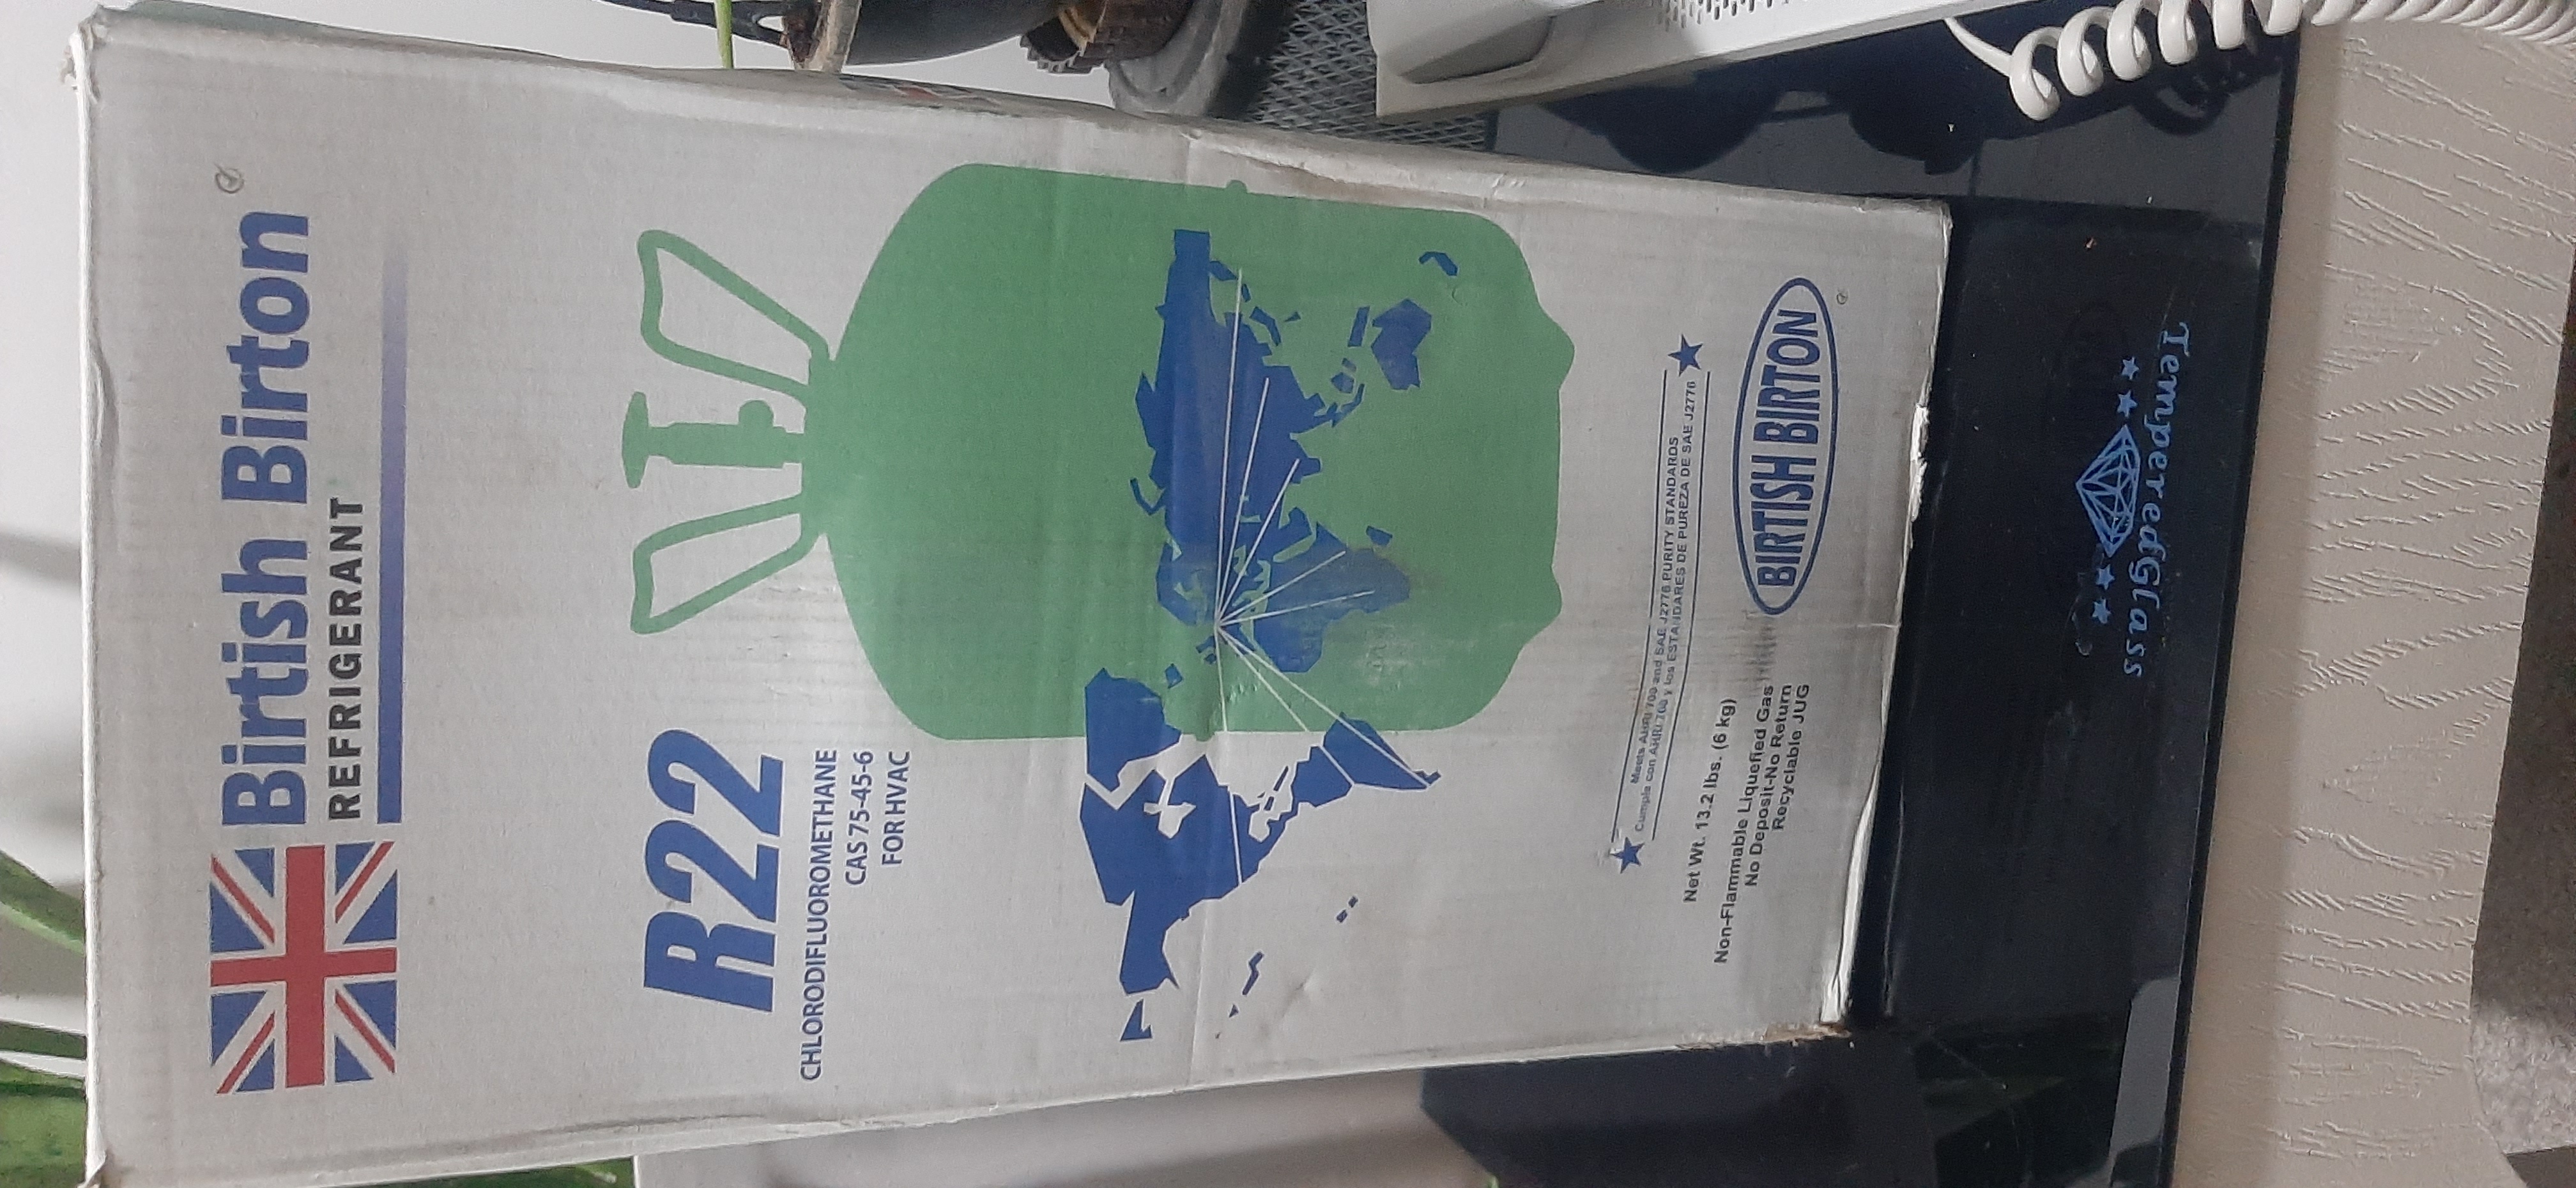 Birtish Birton
REFRIGERANT
R22
CHLORODIFLUOROMETHANE
CAS 75-45-6
FOR HVAC
Meets AHRI 700 and SAE J2776 PURITY STANDARDS
Cumpla con AHRI 700 y los ESTANDARES DE PUREZA DE SAE J2776
Net Wt. 13.2 lbs. (6 kg)
Non-Flammable Liquefied Gas
No Deposit-No Return
Recyclable JUG
BIRTISH BIRTON
TemperedGlass